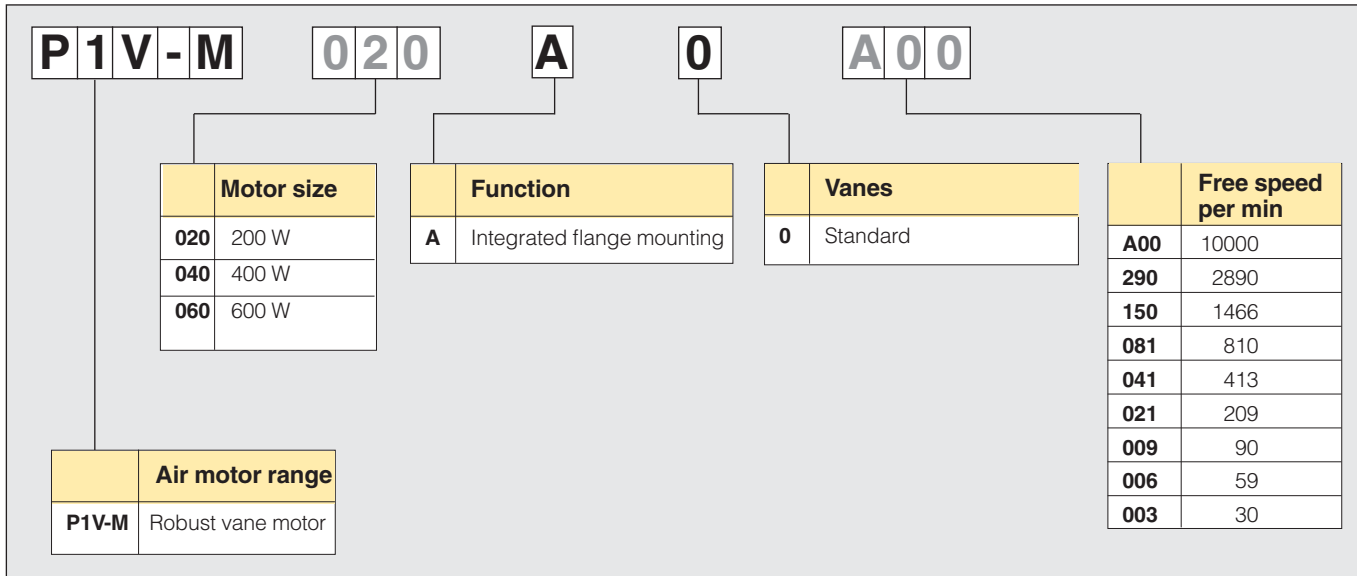 P1V-M 020 A 0 A00
Motor size
020 200 W
040 400 W
060 600 W
Function
A Integrated flange mounting
Vanes
0 Standard
Free speed
per min
A00 10000
290 2890
150 1466
081 810
041 413
021 209
009 90
006 59
003 30
Air motor range
P1V-M Robust vane motor